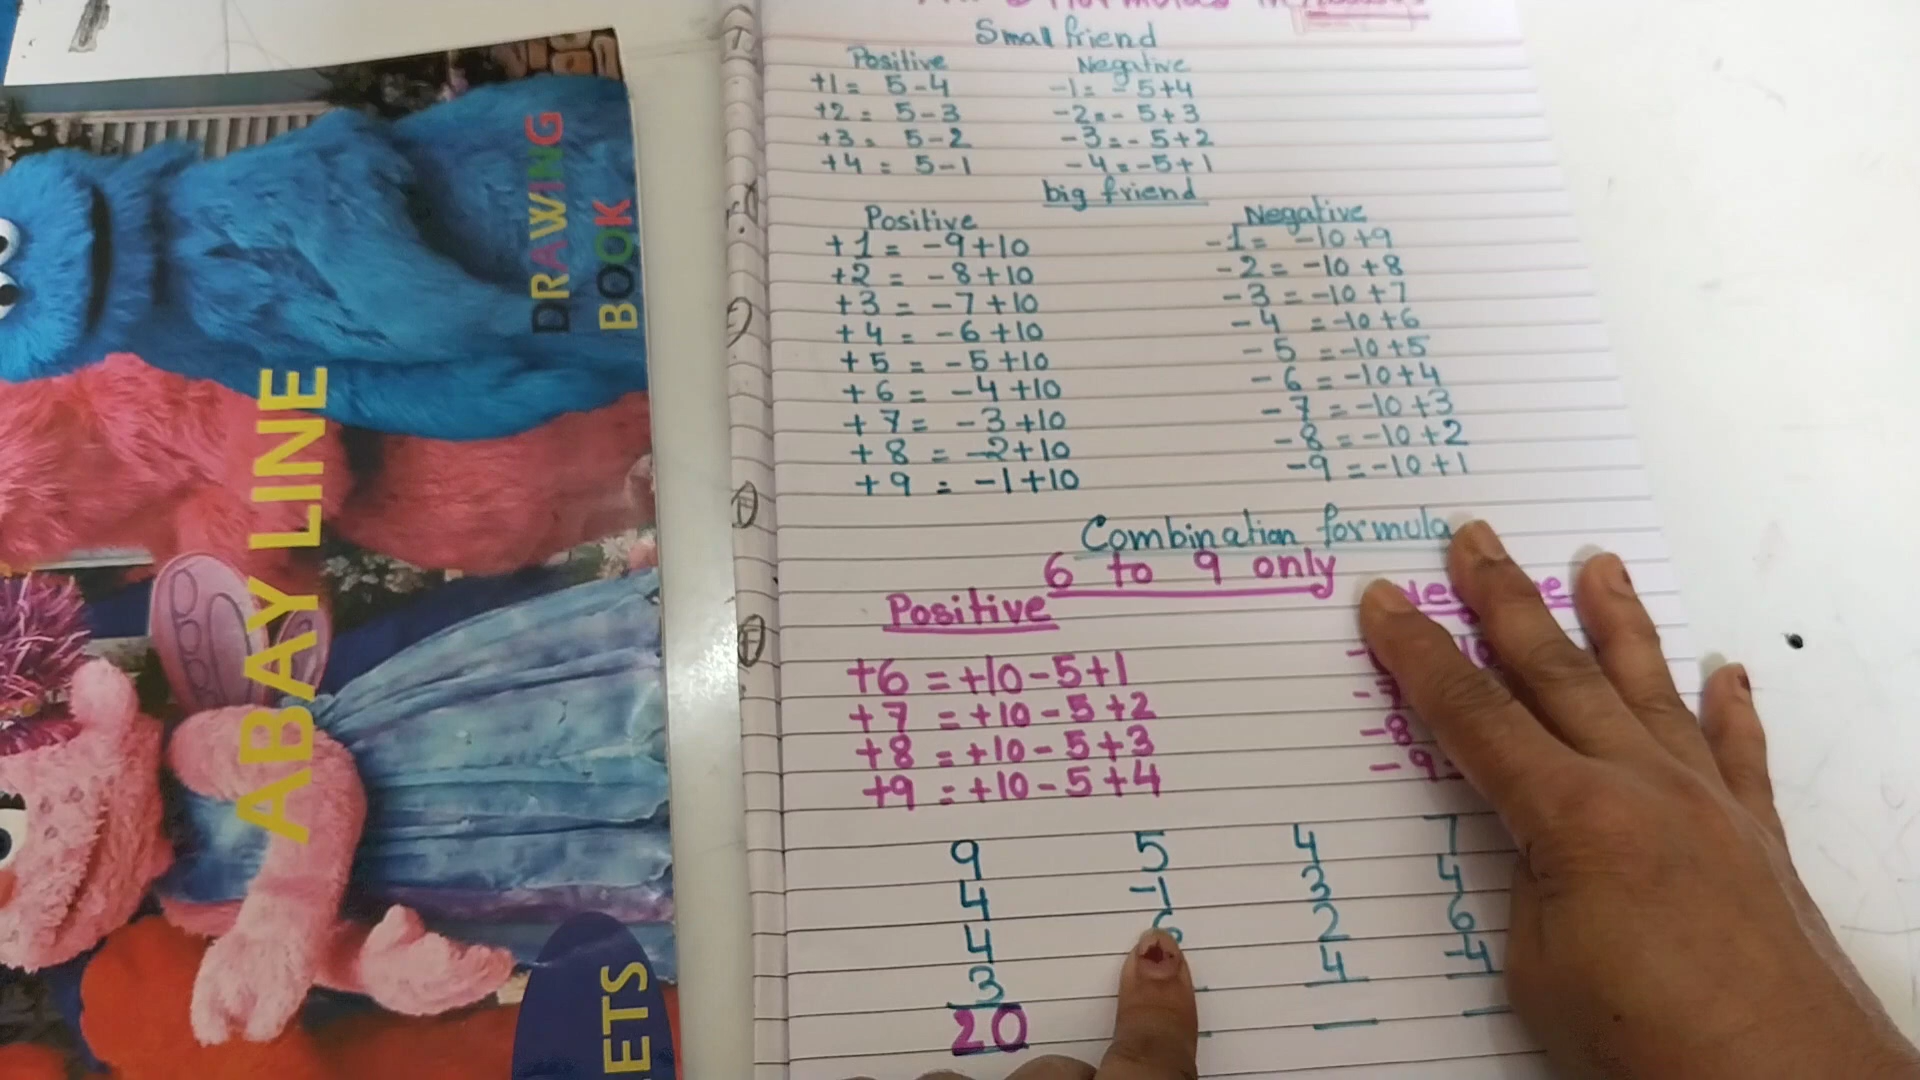 Small friend
Positive Negative
+1 = 5-4 -1 = -5+4
+2 = 5-3 -2 = -5+3
+3 = 5-2 -3 = -5+2
+4 = 5-1 -4 = -5+1
big friend
Positive Negative
+1 = -9+10 -1 = -10+9
+2 = -8+10 -2 = -10+8
+3 = -7+10 -3 = -10+7
+4 = -6+10 -4 = -10+6
+5 = -5+10 -5 = -10+5
+6 = -4+10 -6 = -10+4
+7 = -3+10 -7 = -10+3
+8 = -2+10 -8 = -10+2
+9 = -1+10 -9 = -10+1
Combination formula
6 to 9 only
Positive
+6 = +10-5+1
+7 = +10-5+2
+8 = +10-5+3 -8
+9 = +10-5+4 -9=
9 5 4 7
4 -1 3 4
4 6 2 6
3 4 -4
20
DRAWING
BOOK
ABAY LINE